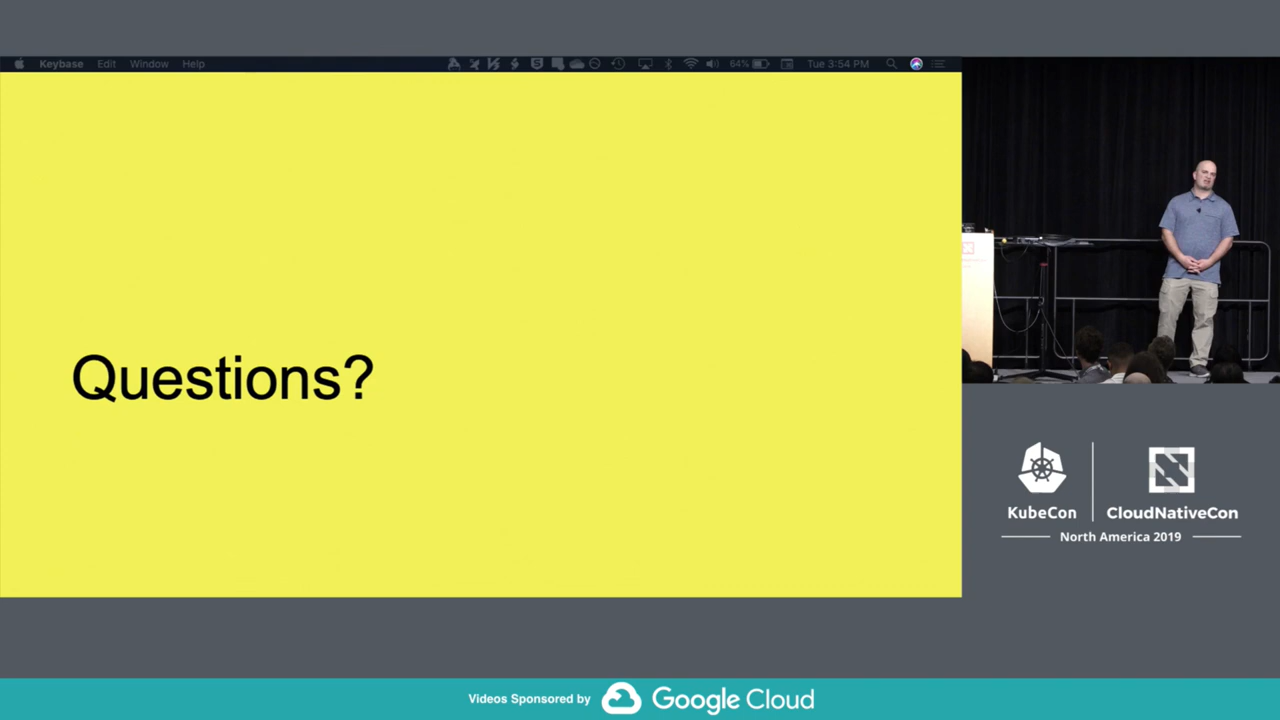 Keybase Edit Window Help 64% Tue 3:54 PM
Questions?
KubeCon CloudNativeCon
North America 2019
Videos Sponsored by Google Cloud